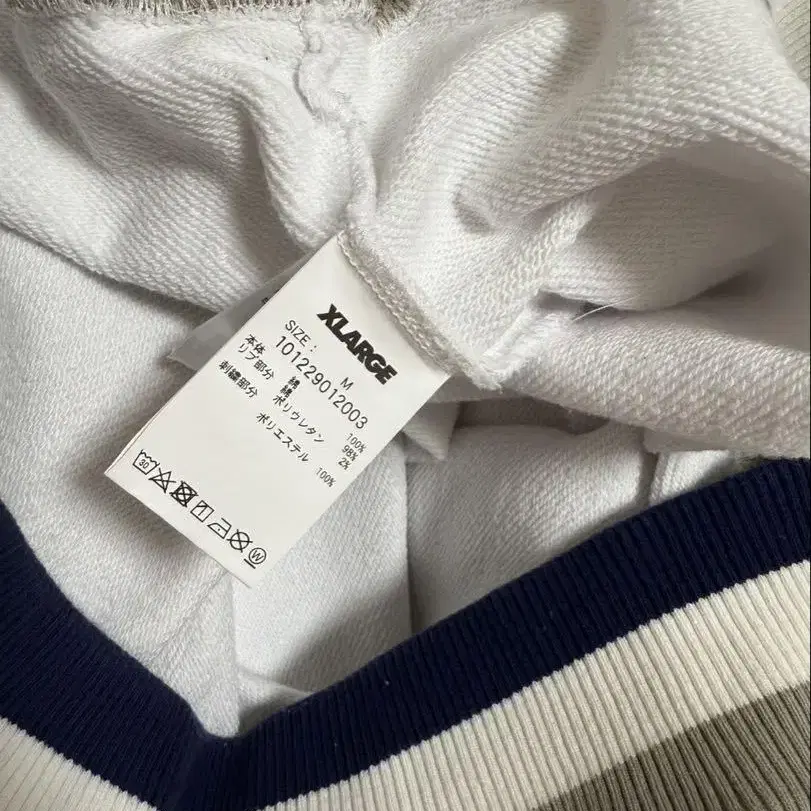 XLARGE
SIZE： M
101229012003
本体 綿 100%
リブ部分 綿 98%
ポリウレタン 2%
刺繍部分 ポリエステル 100%
30
W